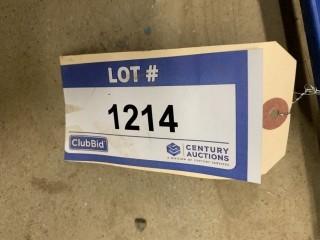 LOT #
1214
ClubBid
CENTURY
AUCTIONS
A DIVISION OF CENTURY SERVICES